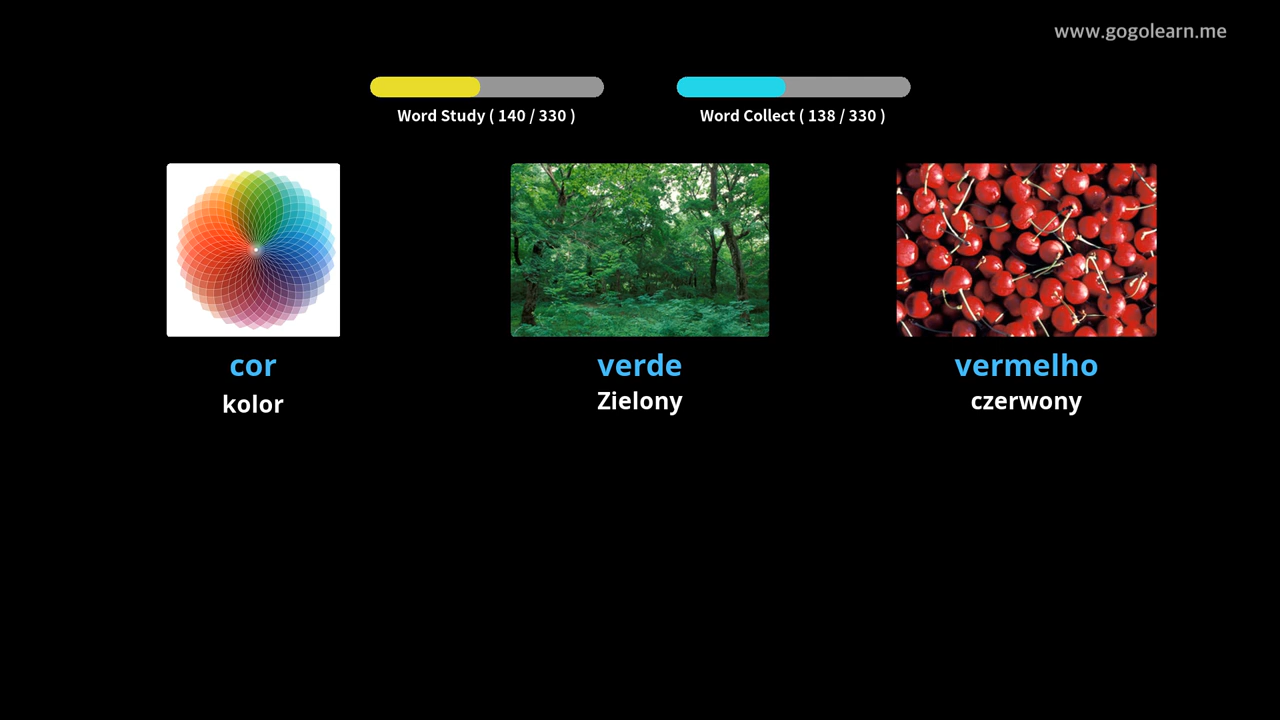 www.gogolearn.me
Word Study ( 140 / 330 )
Word Collect ( 138 / 330 )
cor
kolor
verde
Zielony
vermelho
czerwony